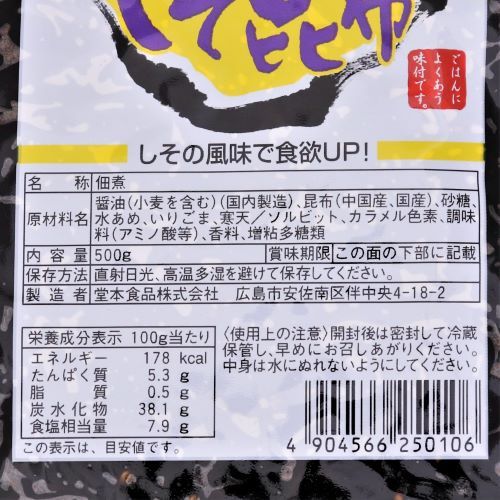 しそ昆布
ごはんに
よくあう
味付です。
しその風味で食欲UP!
名　称 佃煮
原材料名 醤油(小麦を含む)(国内製造)、昆布(中国産、国産)、砂糖、
水あめ、いりごま、寒天／ソルビット、カラメル色素、調味
料(アミノ酸等)、香料、増粘多糖類
内容量 500g 賞味期限 この面の下部に記載
保存方法 直射日光、高温多湿を避けて保存してください。
製造者 堂本食品株式会社　広島市安佐南区伴中央4-18-2
栄養成分表示 100g当たり
エネルギー 178 kcal
たんぱく質 5.3 g
脂質 0.5 g
炭水化物 38.1 g
食塩相当量 7.9 g
この表示は、目安値です。
〈使用上の注意〉開封後は密封して冷蔵
保管し、早めにお召しあがりください。
中身は水にぬれないようにしてください。
4 904566 250106